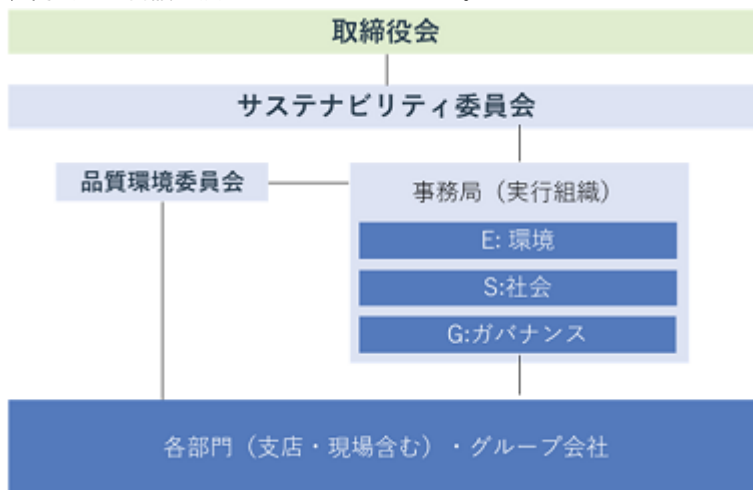 取締役会
サステナビリティ委員会
品質環境委員会
事務局（実行組織）
E: 環境
S:社会
G:ガバナンス
各部門（支店・現場含む）・グループ会社